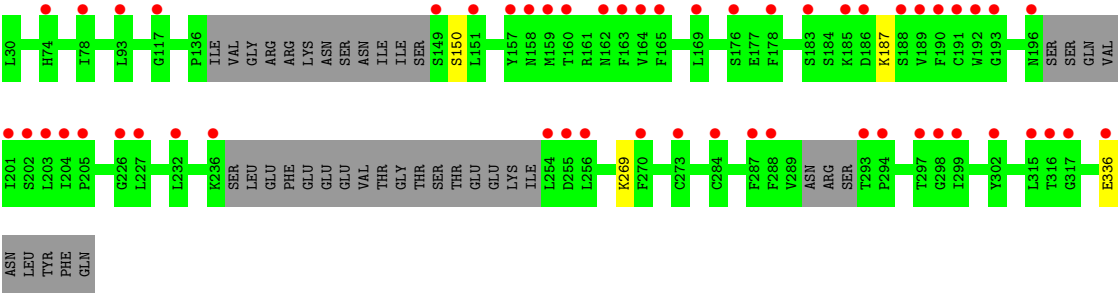 L30 H74 I78 L93 G117 P136 ILE VAL GLY ARG ARG LYS ASN SER ASN ILE ILE SER S149 S150 L151 Y157 N158 M159 T160 R161 N162 F163 V164 F165 L169 S176 E177 F178 S183 S184 K185 D186 K187 S188 V189 F190 C191 W192 G193 N196 SER SER GLN VAL
I201 S202 L203 I204 P205 G226 L227 L232 K236 SER LEU GLU PHE GLU GLU GLU VAL THR GLY THR SER THR GLU GLU LYS ILE L254 D255 L256 K269 F270 C273 C284 F287 F288 V289 ASN ARG SER T293 P294 T297 G298 I299 Y302 L315 T316 G317 E336
ASN LEU TYR PHE GLN